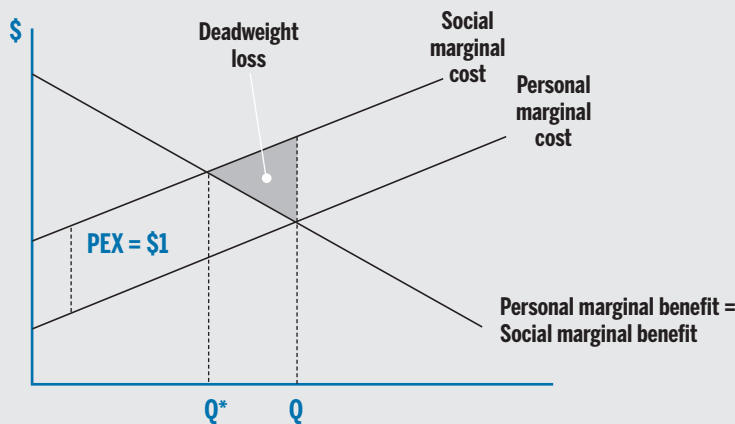 $
Deadweight
loss
Social
marginal
cost
Personal
marginal
cost
PEX = $1
Personal marginal benefit =
Social marginal benefit
Q*
Q